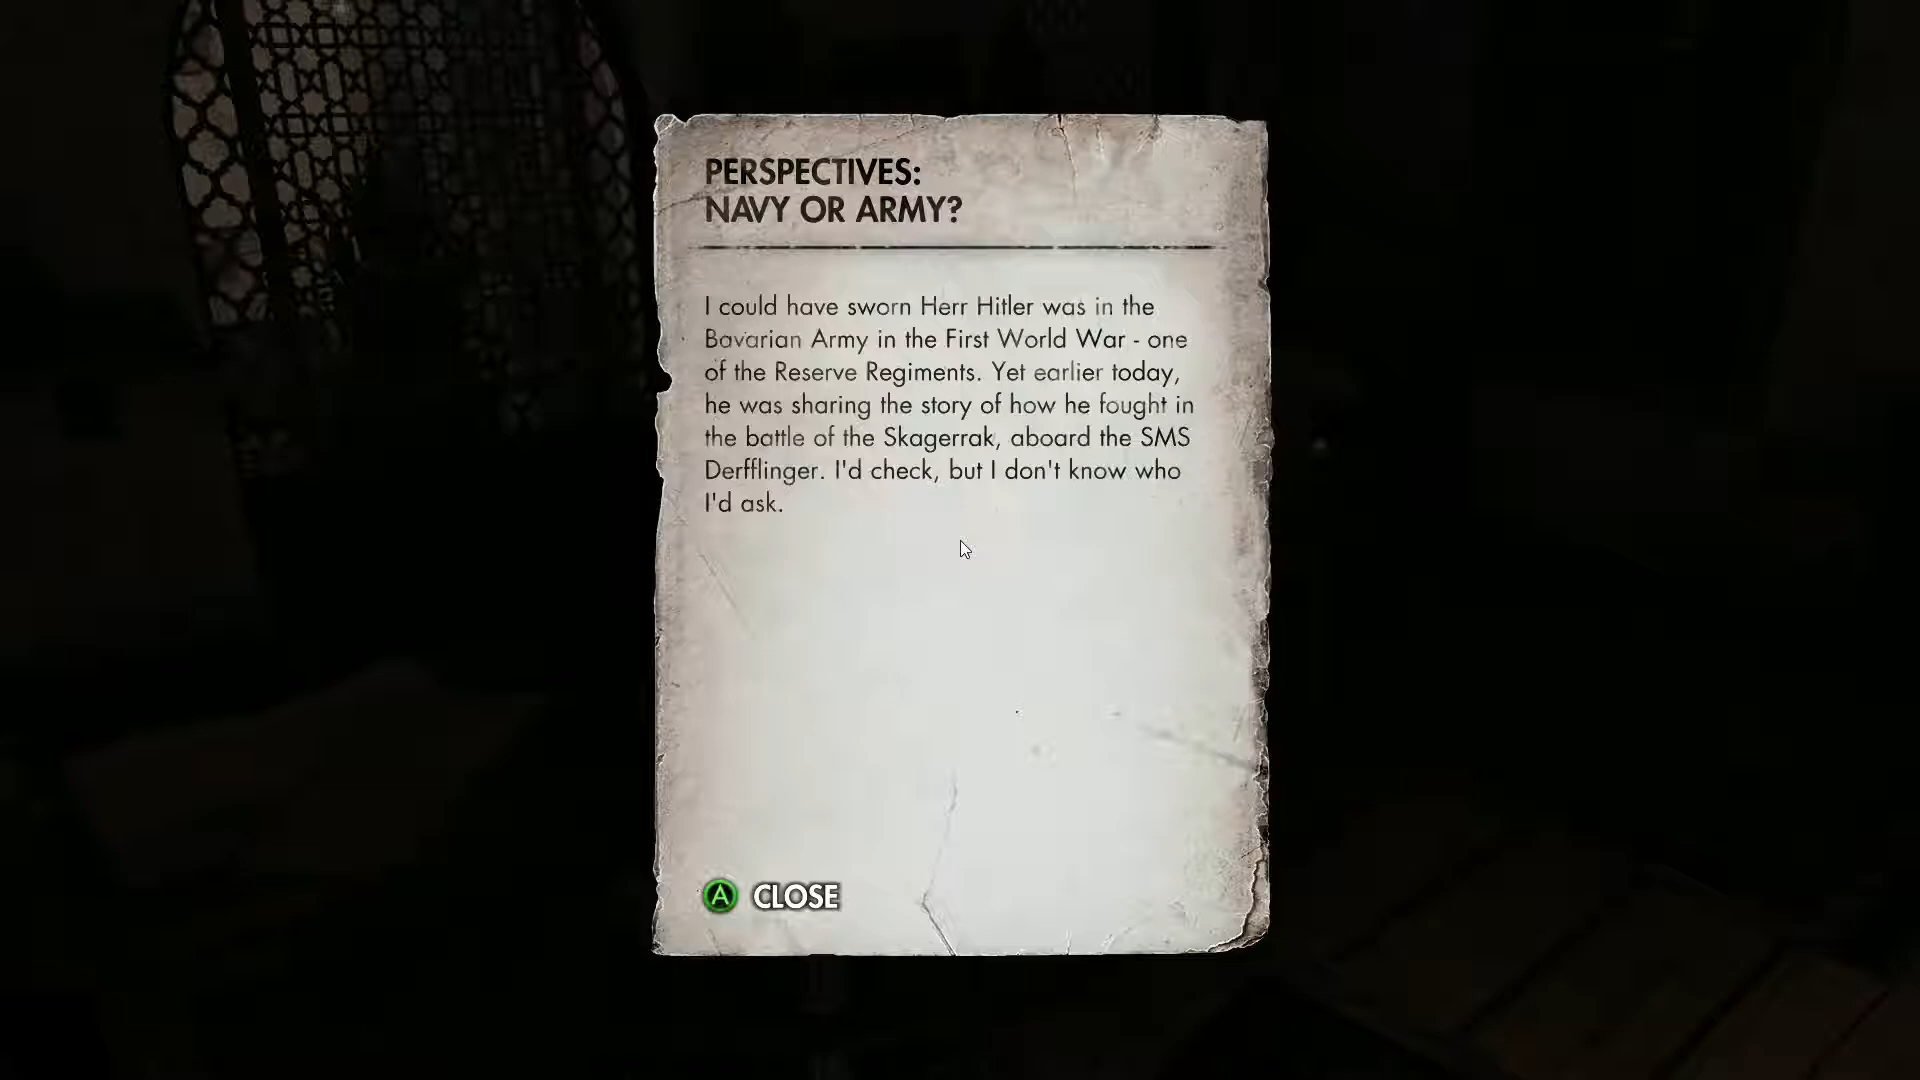 PERSPECTIVES:
NAVY OR ARMY?
I could have sworn Herr Hitler was in the
Bavarian Army in the First World War - one
of the Reserve Regiments. Yet earlier today,
he was sharing the story of how he fought in
the battle of the Skagerrak, aboard the SMS
Derfflinger. I'd check, but I don't know who
I'd ask.
A CLOSE